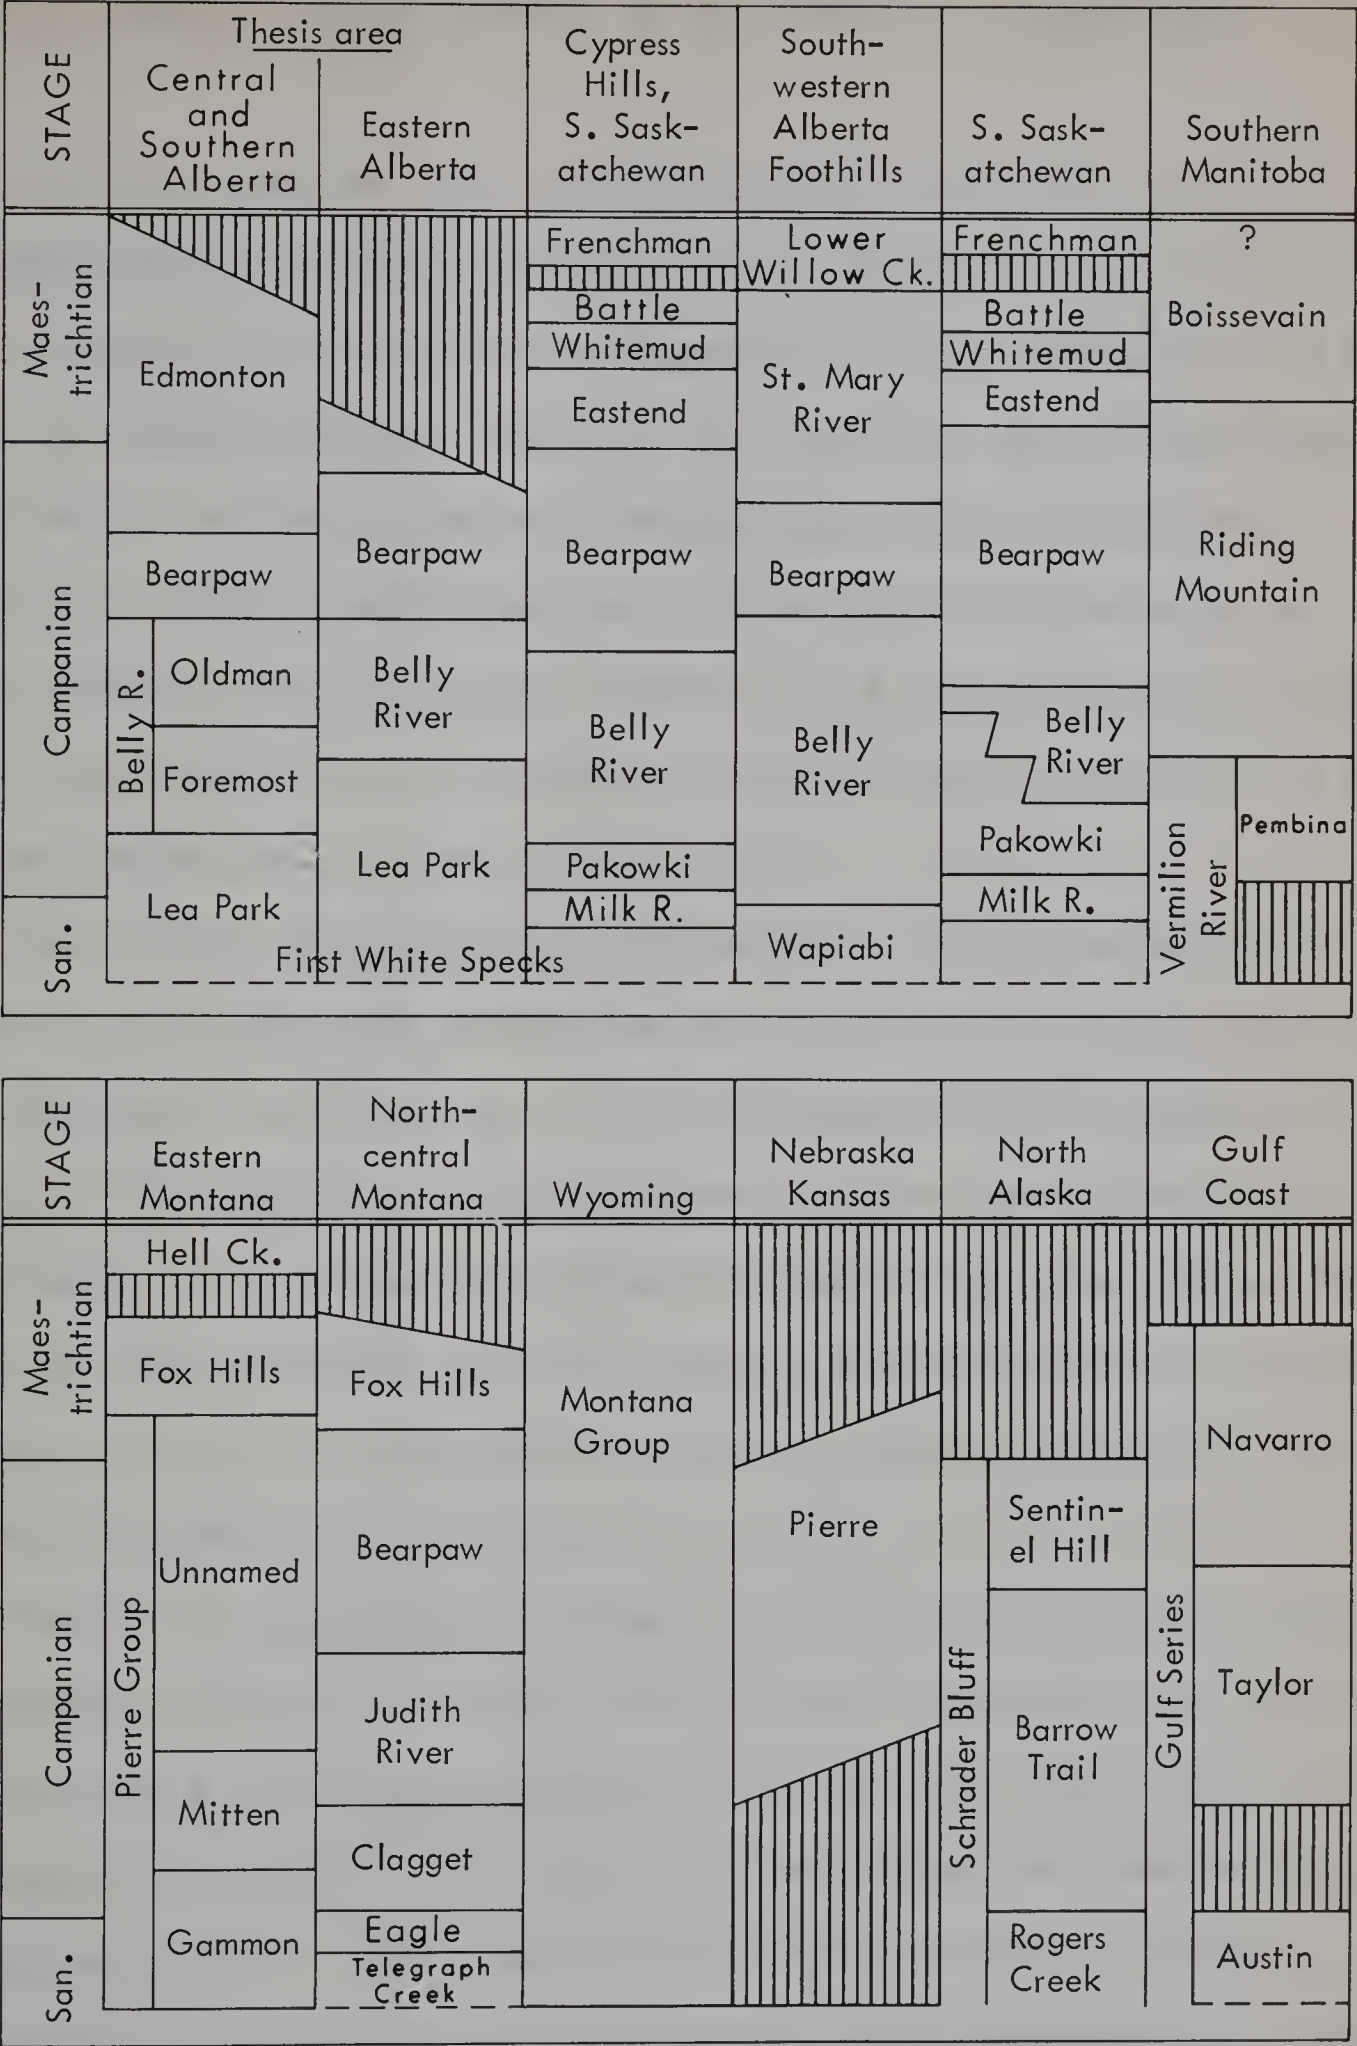 STAGE
Thesis area
Central
and
Southern
Alberta
Eastern
Alberta
Cypress
Hills,
S. Sask-
atchewan
South-
western
Alberta
Foothills
S. Sask-
atchewan
Southern
Manitoba
Maes-
trichtian
Campanian
San.
Edmonton
Bearpaw
Belly R.
Oldman
Foremost
Lea Park
Bearpaw
Belly
River
Lea Park
First White Specks
Frenchman
Battle
Whitemud
Eastend
Bearpaw
Belly
River
Pakowki
Milk R.
Lower
Willow Ck.
St. Mary
River
Bearpaw
Belly
River
Wapiabi
Frenchman
Battle
Whitemud
Eastend
Bearpaw
Belly
River
Pakowki
Milk R.
?
Boissevain
Riding
Mountain
Vermilion
River
Pembina
STAGE
Eastern
Montana
North-
central
Montana
Wyoming
Nebraska
Kansas
North
Alaska
Gulf
Coast
Maes-
trichtian
Campanian
San.
Hell Ck.
Fox Hills
Pierre Group
Unnamed
Mitten
Gammon
Fox Hills
Bearpaw
Judith
River
Clagget
Eagle
Telegraph
Creek
Montana
Group
Pierre
Schrader Bluff
Sentin-
el Hill
Barrow
Trail
Rogers
Creek
Gulf Series
Navarro
Taylor
Austin